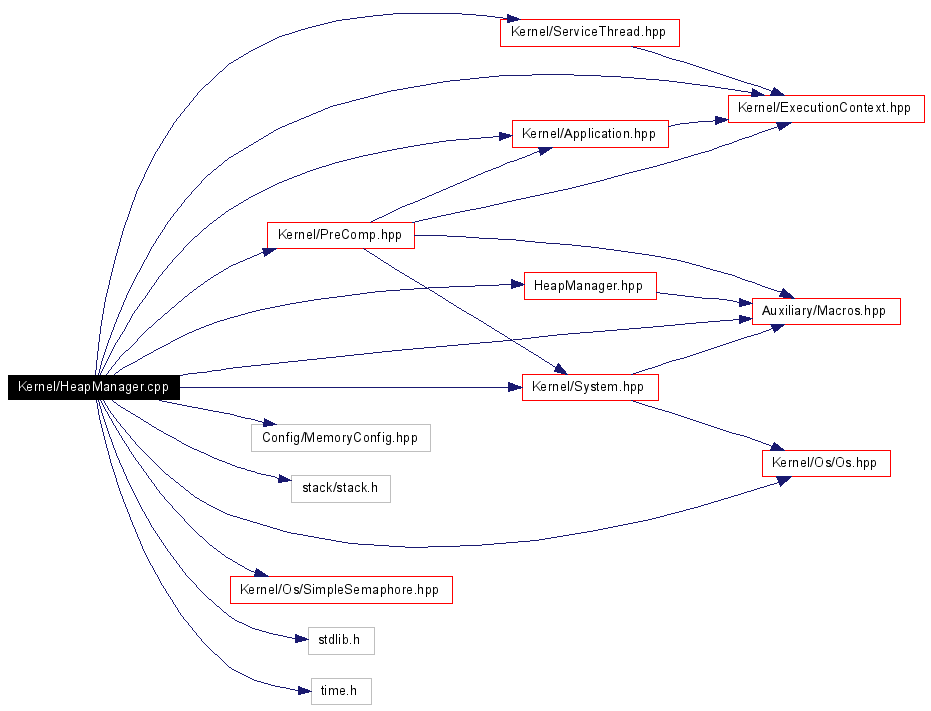 Kernel/ServiceThread.hpp
Kernel/ExecutionContext.hpp
Kernel/Application.hpp
Kernel/PreComp.hpp
HeapManager.hpp
Auxiliary/Macros.hpp
Kernel/HeapManager.cpp
Kernel/System.hpp
Config/MemoryConfig.hpp
Kernel/Os/Os.hpp
stack/stack.h
Kernel/Os/SimpleSemaphore.hpp
stdlib.h
time.h